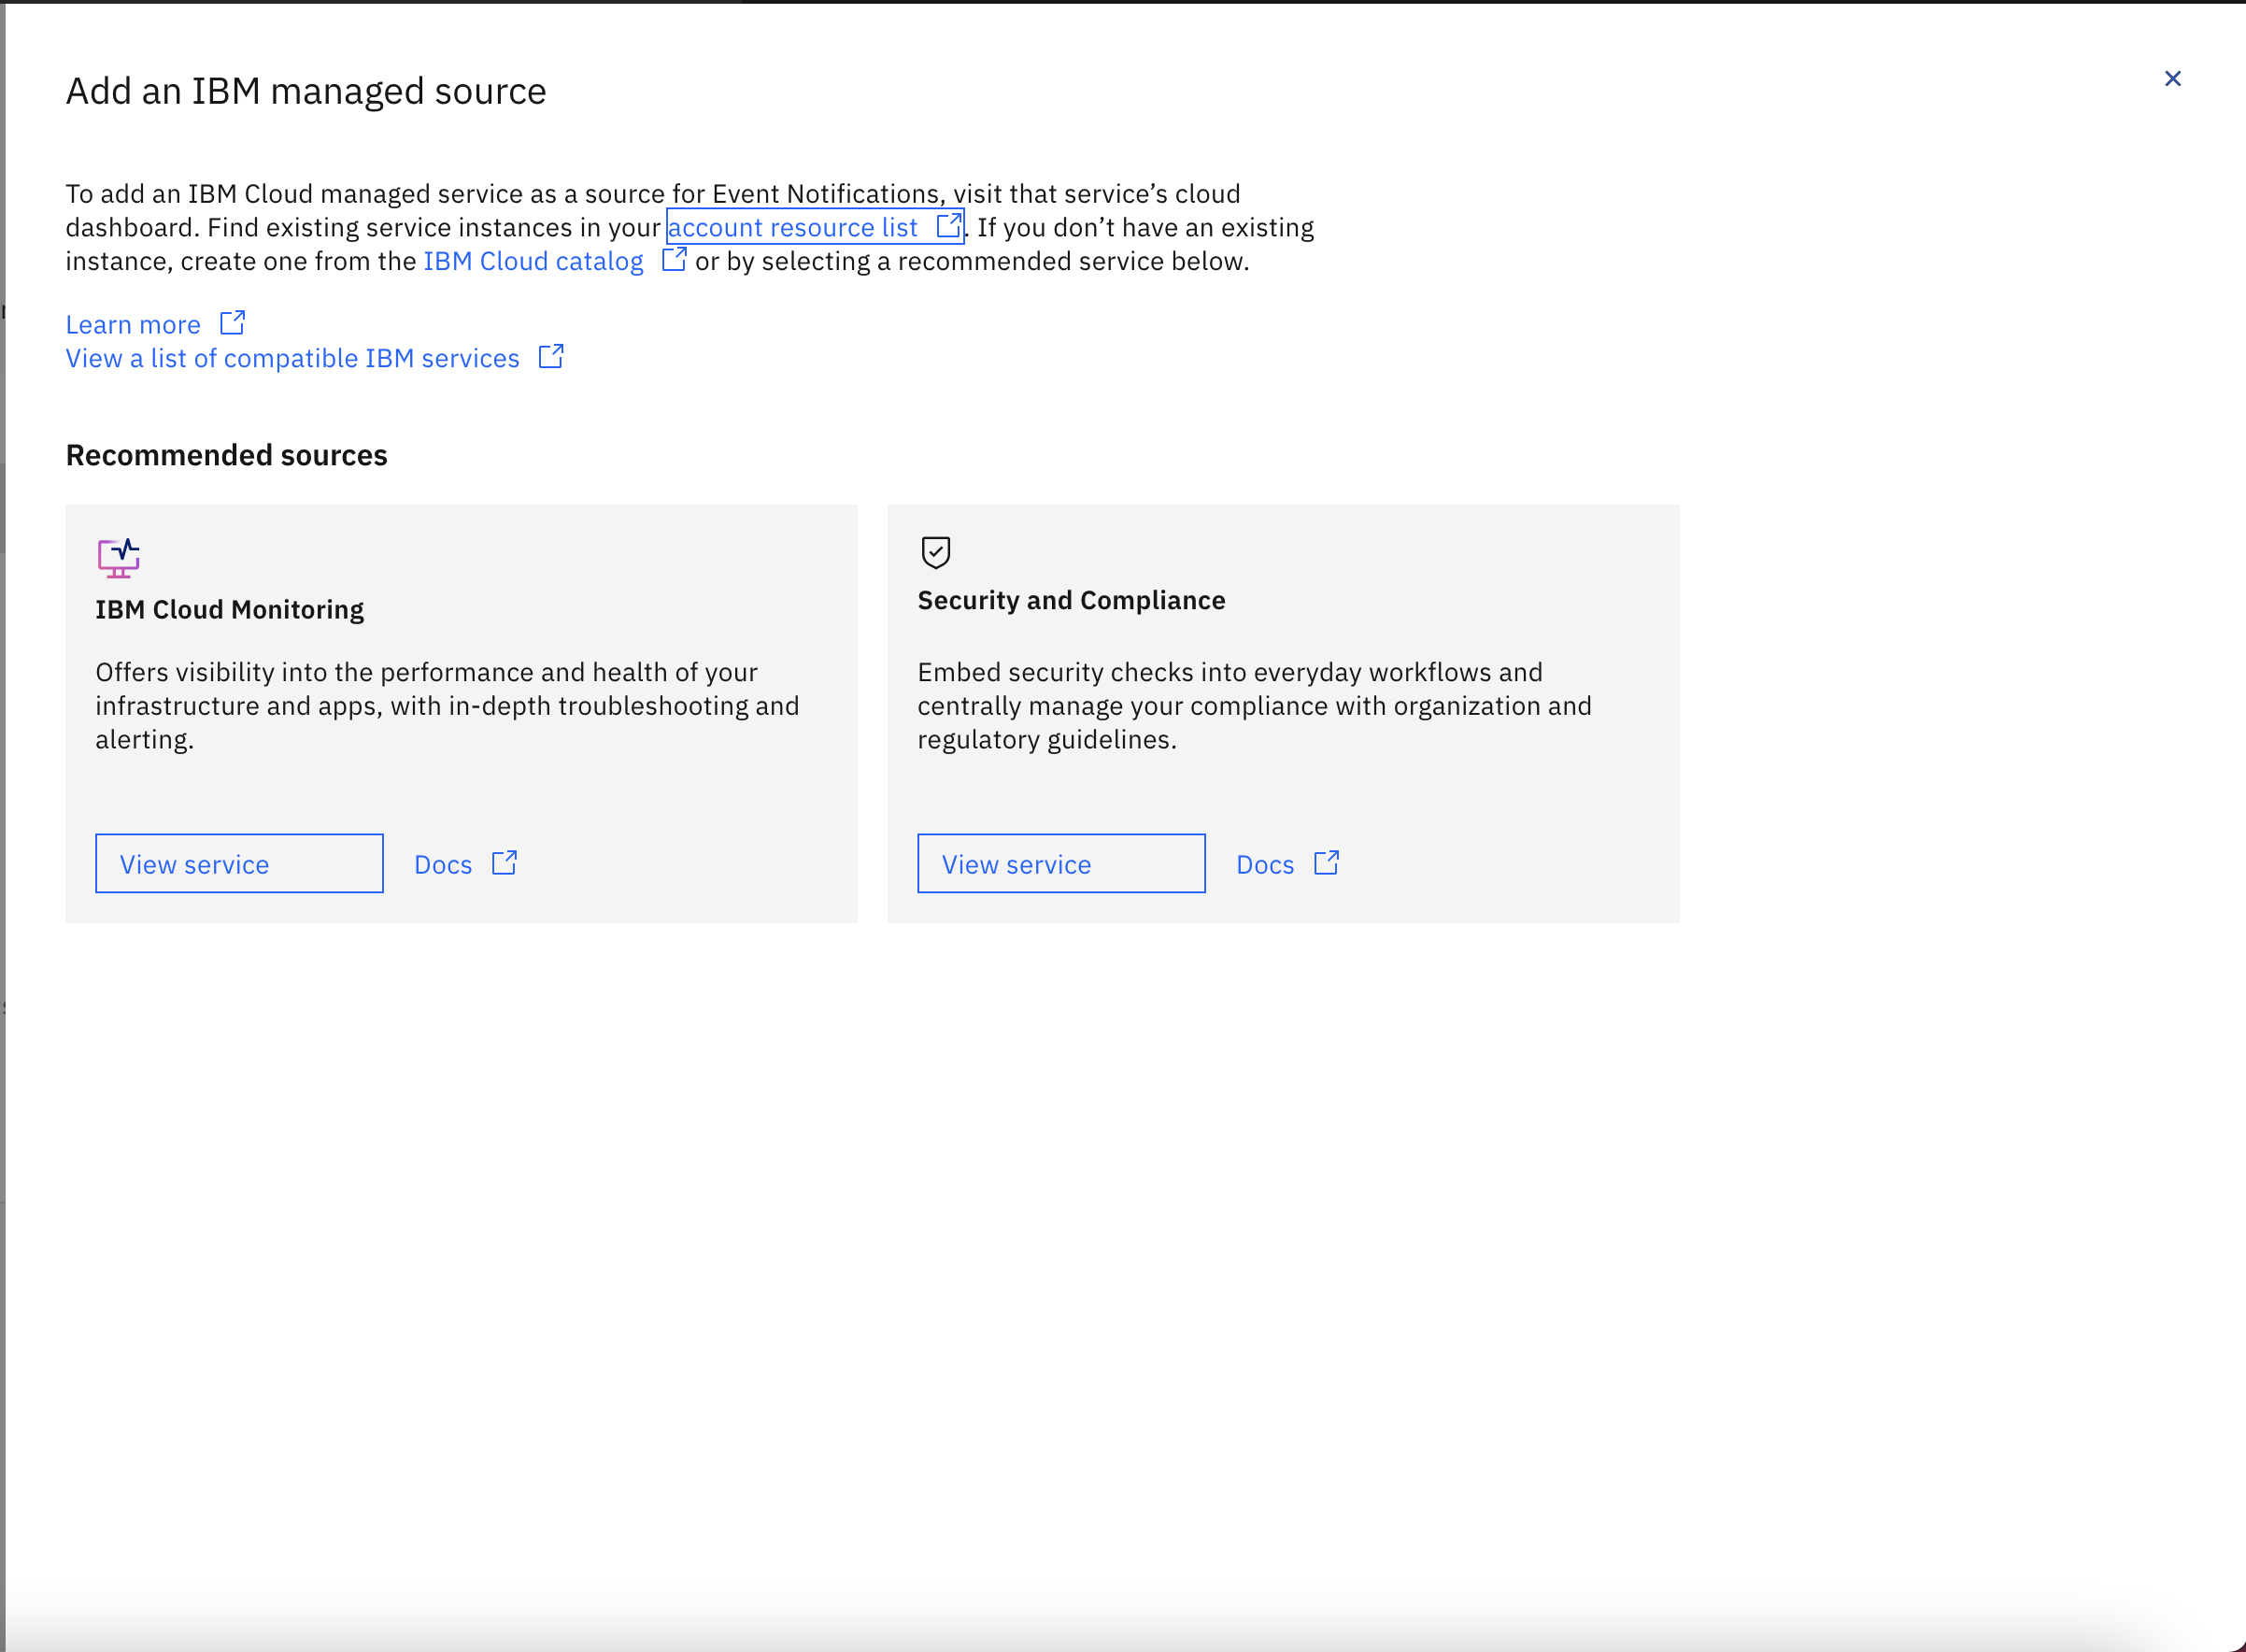 Add an IBM managed source
To add an IBM Cloud managed service as a source for Event Notifications, visit that service’s cloud
dashboard. Find existing service instances in your account resource list . If you don’t have an existing
instance, create one from the IBM Cloud catalog or by selecting a recommended service below.
Learn more
View a list of compatible IBM services
Recommended sources
IBM Cloud Monitoring
Offers visibility into the performance and health of your
infrastructure and apps, with in-depth troubleshooting and
alerting.
View service Docs
Security and Compliance
Embed security checks into everyday workflows and
centrally manage your compliance with organization and
regulatory guidelines.
View service Docs